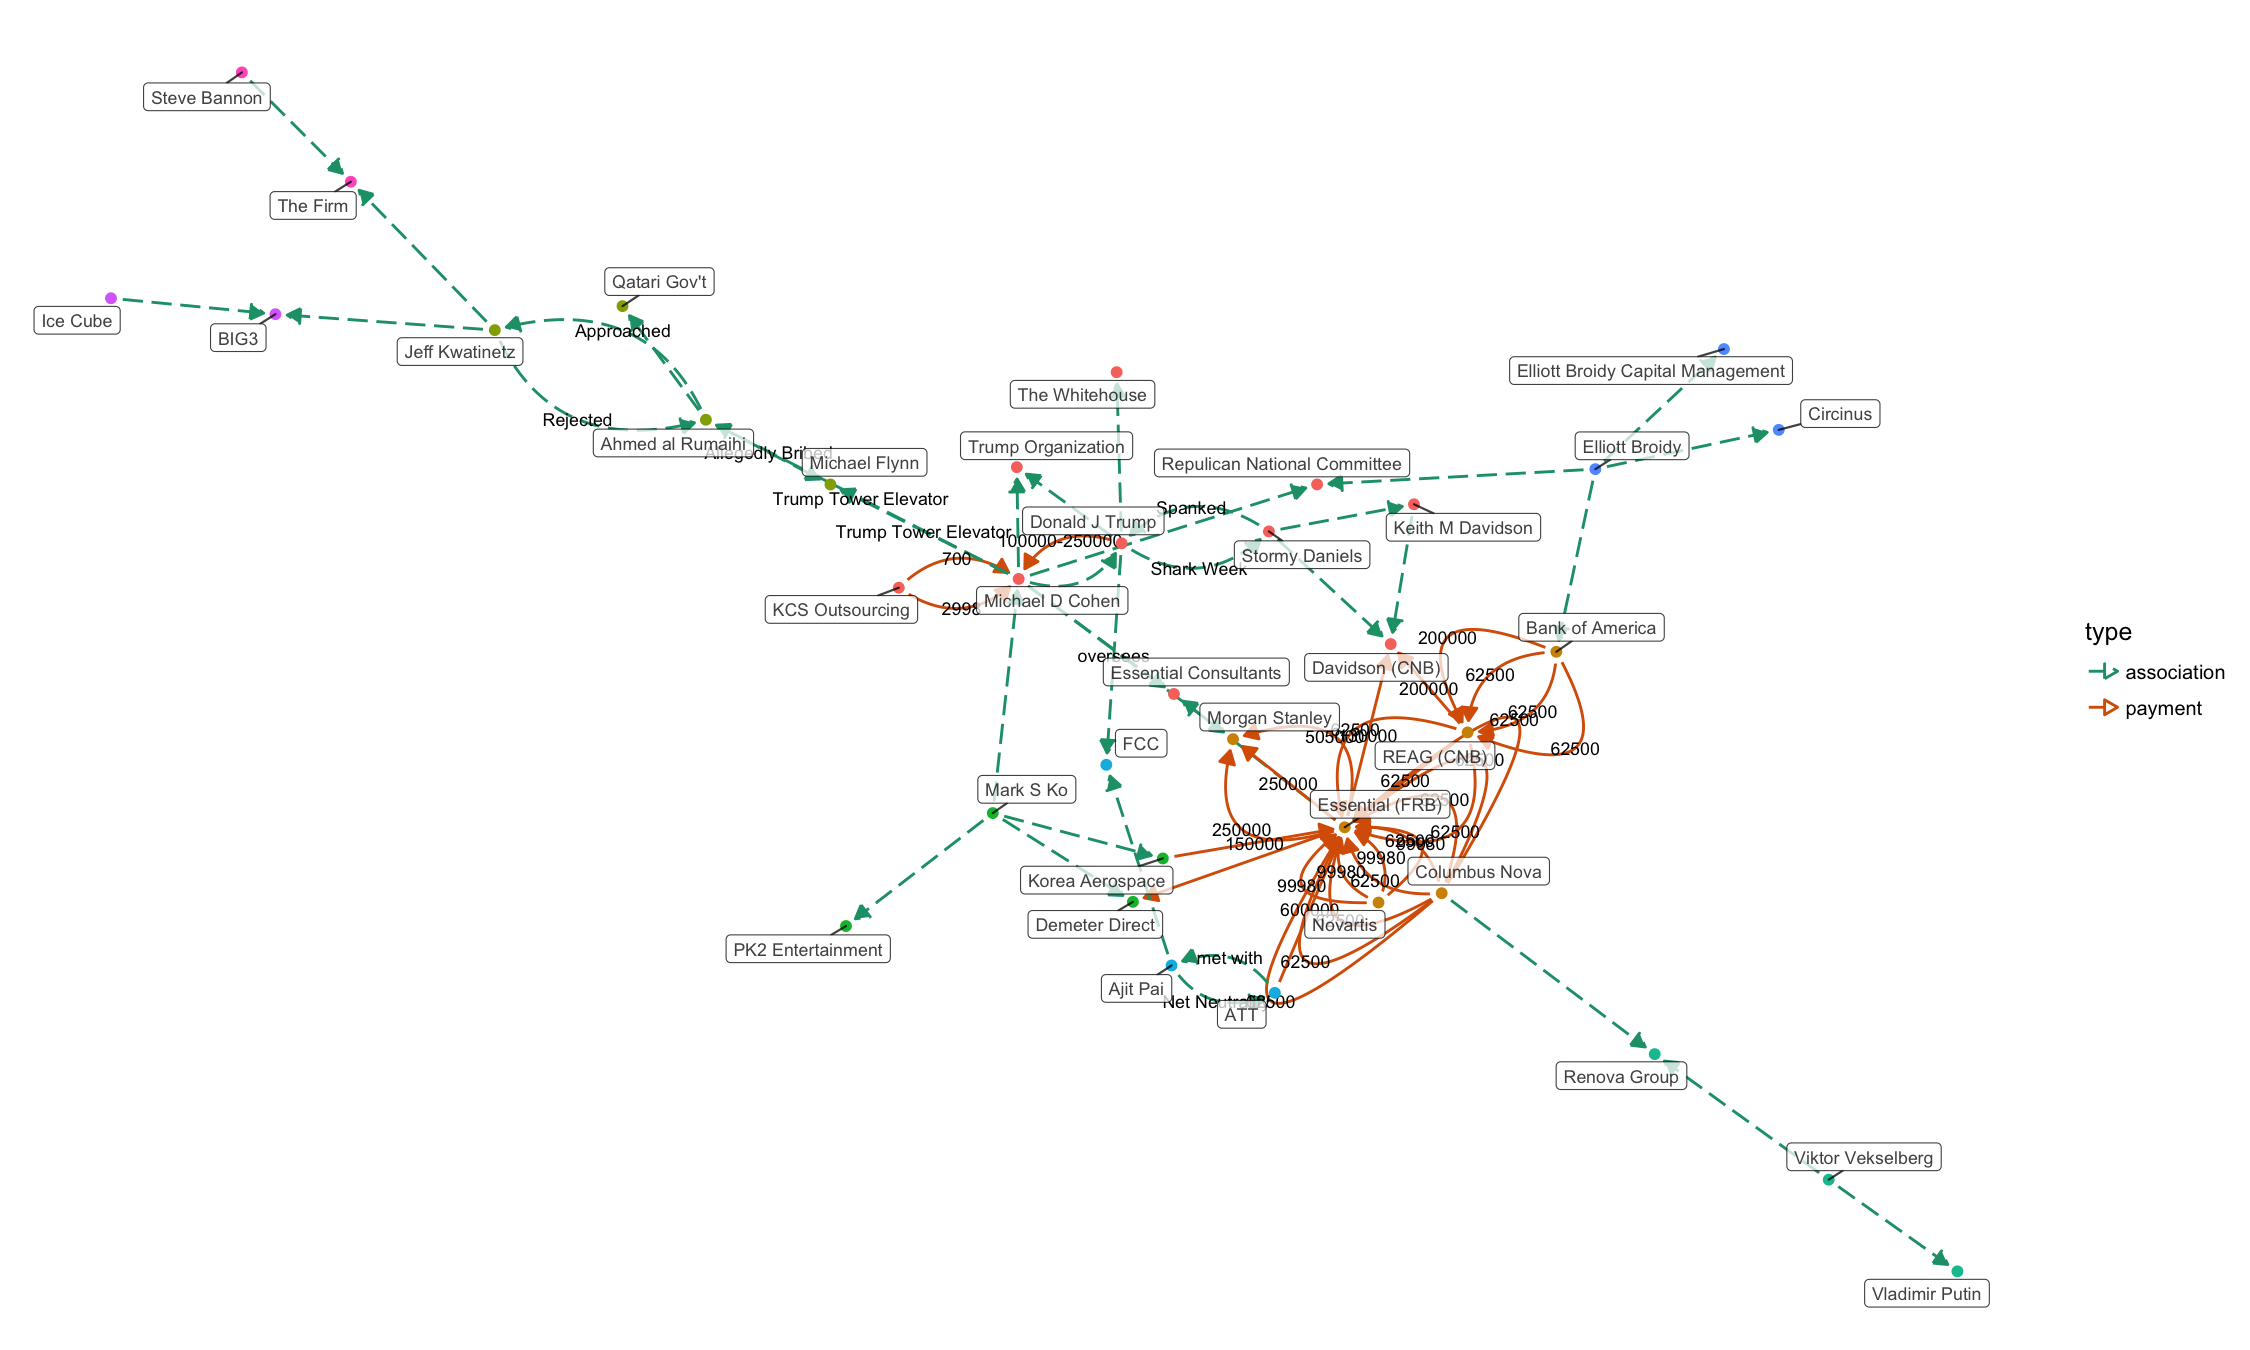 Steve Bannon
The Firm
Qatari Gov't
Ice Cube
Approached
BIG3
Jeff Kwatinetz
Elliott Broidy Capital Management
The Whitehouse
Circinus
Rejected
Ahmed al Rumaihi
Allegedly Bribed
Trump Organization
Elliott Broidy
Michael Flynn
Repulican National Committee
Trump Tower Elevator
Spanked
Donald J Trump
Keith M Davidson
Trump Tower Elevator
100000-250000
Stormy Daniels
700
Shark Week
KCS Outsourcing
Michael D Cohen
Bank of America
200000
type
oversees
Essential Consultants
Davidson (CNB)
62500
association
200000
payment
Morgan Stanley
62500
62500
62500
FCC
REAG (CNB)
62500
250000
62500
Mark S Ko
Essential (FRB)
62500
250000
62500
150000
62500
99980
99980
Korea Aerospace
99980
62500
Columbus Nova
99980
600000
62500
Demeter Direct
Novartis
PK2 Entertainment
met with
62500
Ajit Pai
Net Neutrality
ATT
Renova Group
Viktor Vekselberg
Vladimir Putin